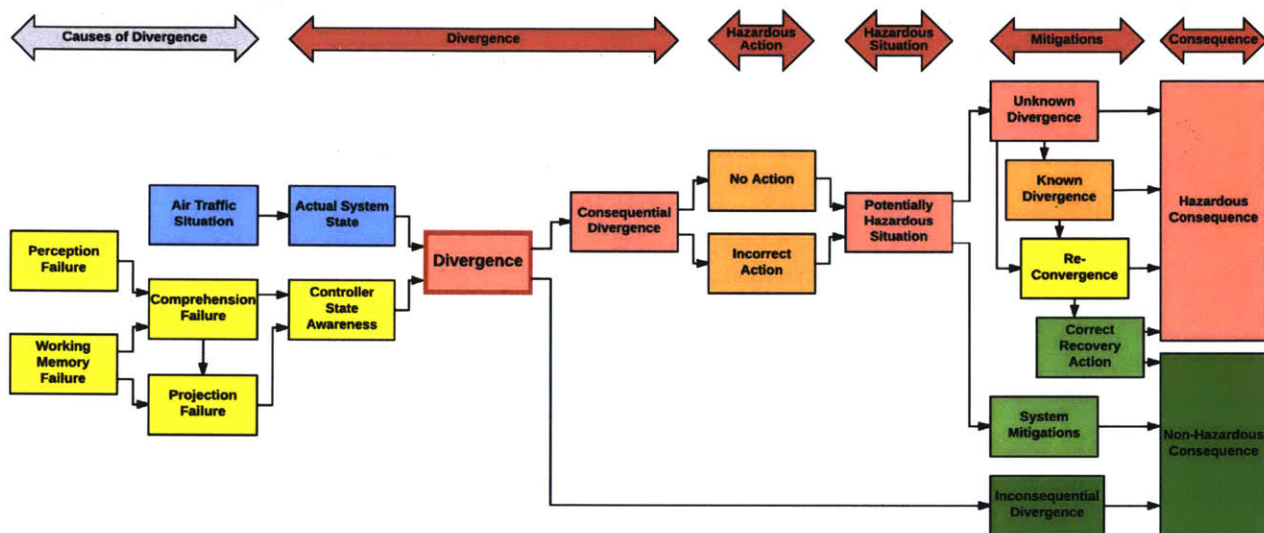 Causes of Divergence
Divergence
Hazardous
Action
Hazardous
Situation
Mitigations
Consequence
Unknown
Divergence
No Action
Known
Divergence
Air Traffic
Situation
Actual System
State
Consequential
Divergence
Potentially
Hazardous
Situation
Hazardous
Consequence
Perception
Failure
Divergence
Incorrect
Action
Re-
Convergence
Comprehension
Failure
Controller
State
Awareness
Working
Memory
Failure
Correct
Recovery
Action
Projection
Failure
System
Mitigations
Non-Hazardous
Consequence
Inconsequential
Divergence